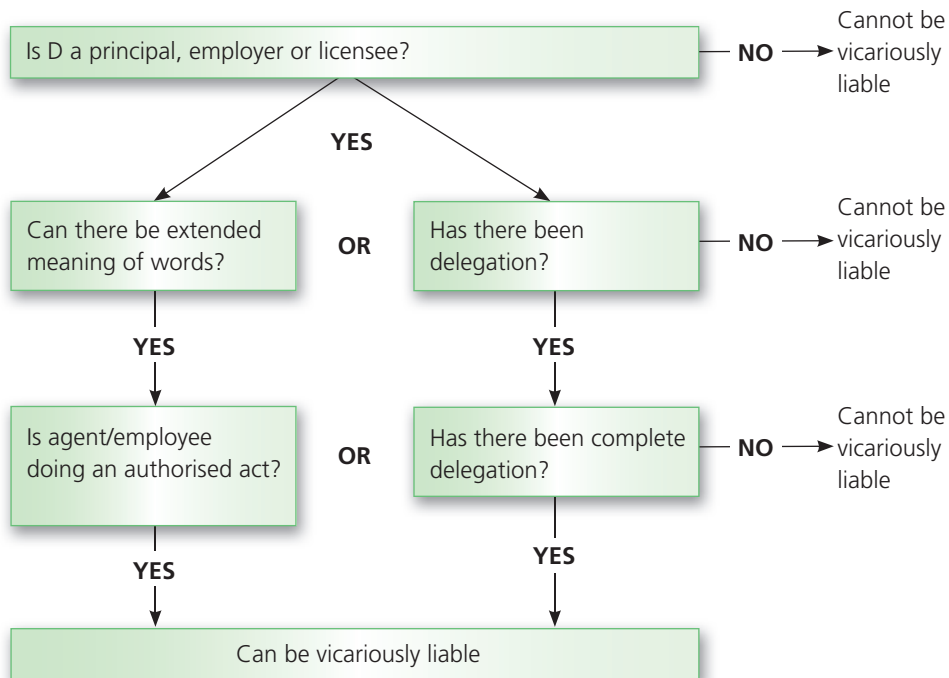 Is D a principal, employer or licensee?
NO
Cannot be
vicariously
liable
YES
Can there be extended
meaning of words?
OR
Has there been
delegation?
NO
Cannot be
vicariously
liable
YES
YES
Is agent/employee
doing an authorised act?
OR
Has there been complete
delegation?
NO
Cannot be
vicariously
liable
YES
YES
Can be vicariously liable